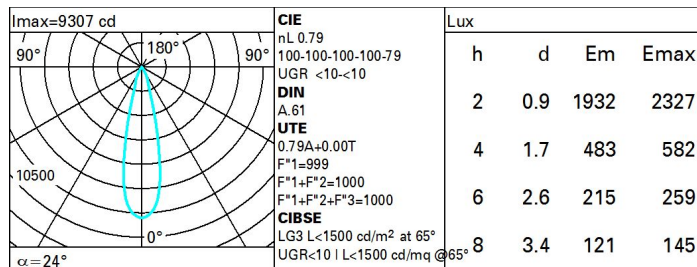 Imax=9307 cd
90°
180°
90°
10500
0°
α=24°
CIE
nL 0.79
100-100-100-100-79
UGR <10-<10
DIN
A.61
UTE
0.79A+0.00T
F"1=999
F"1+F"2=1000
F"1+F"2+F"3=1000
CIBSE
LG3 L<1500 cd/m² at 65°
UGR<10 | L<1500 cd/mq @65°
Lux
h d Em Emax
2 0.9 1932 2327
4 1.7 483 582
6 2.6 215 259
8 3.4 121 145